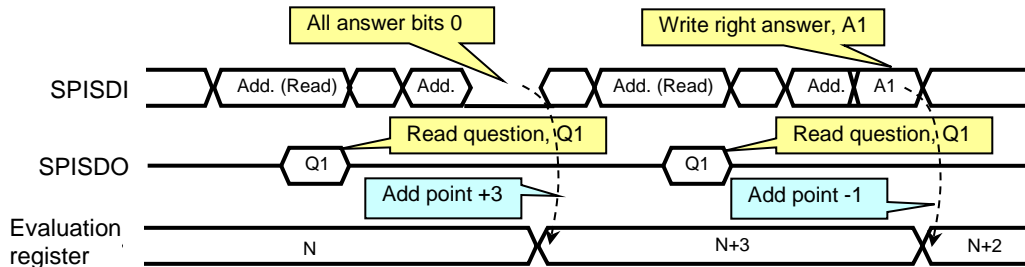 All answer bits 0
Write right answer, A1
SPISDI
Add. (Read)
Add.
Add. (Read)
Add.
A1
Read question, Q1
Read question, Q1
SPISDO
Q1
Q1
Add point +3
Add point -1
Evaluation
register
N
N+3
N+2